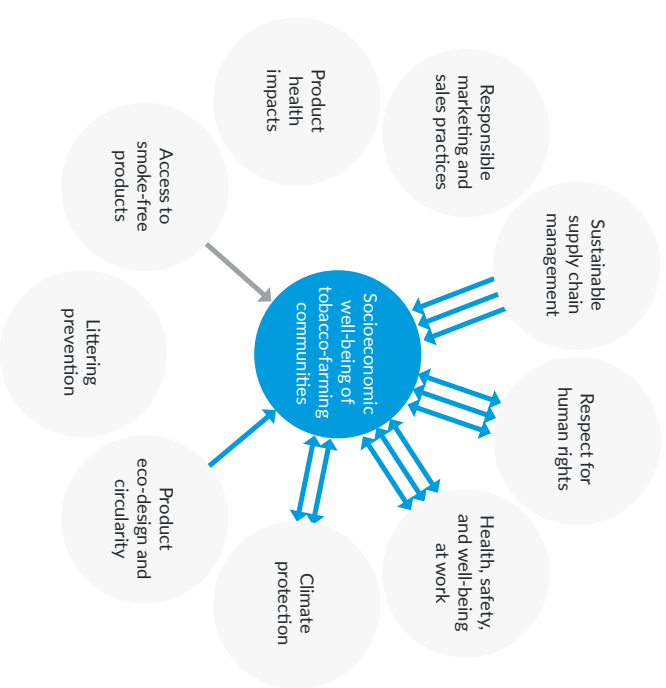 Sustainable
supply chain
management
Respect for
human rights
Responsible
marketing and
sales practices
Health, safety,
and well-being
at work
Socioeconomic
well-being of
tobacco-farming
communities
Product
health
impacts
Climate
protection
Access to
smoke-free
products
Product
eco-design and
circularity
Littering
prevention